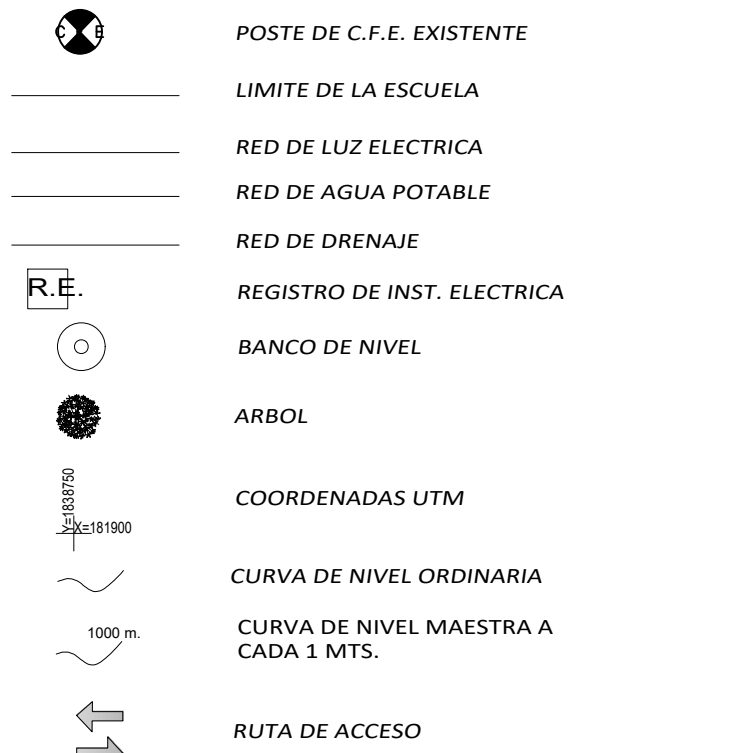 C E POSTE DE C.F.E. EXISTENTE
LIMITE DE LA ESCUELA
RED DE LUZ ELECTRICA
RED DE AGUA POTABLE
RED DE DRENAJE
R.E. REGISTRO DE INST. ELECTRICA
BANCO DE NIVEL
ARBOL
Y=1838750
X=181900
COORDENADAS UTM
CURVA DE NIVEL ORDINARIA
1000 m.
CURVA DE NIVEL MAESTRA A
CADA 1 MTS.
RUTA DE ACCESO